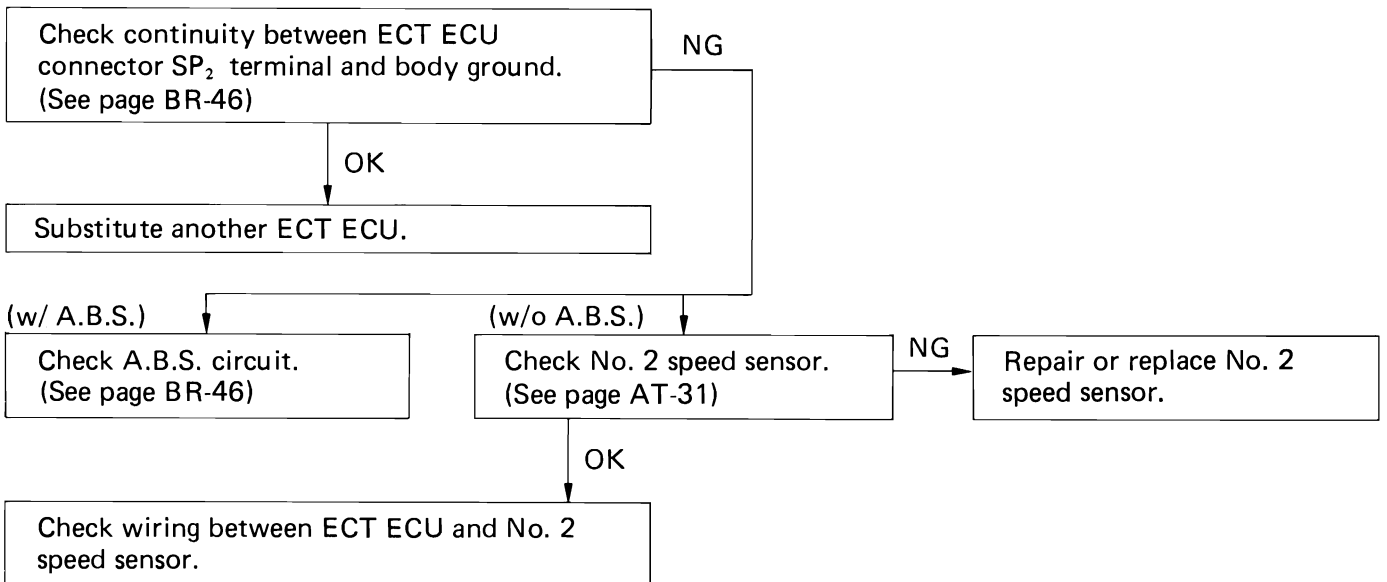 Check continuity between ECT ECU
connector SP₂ terminal and body ground.
(See page BR-46)
NG
OK
Substitute another ECT ECU.
(w/ A.B.S.)
Check A.B.S. circuit.
(See page BR-46)
(w/o A.B.S.)
Check No. 2 speed sensor.
(See page AT-31)
NG
Repair or replace No. 2
speed sensor.
OK
Check wiring between ECT ECU and No. 2
speed sensor.